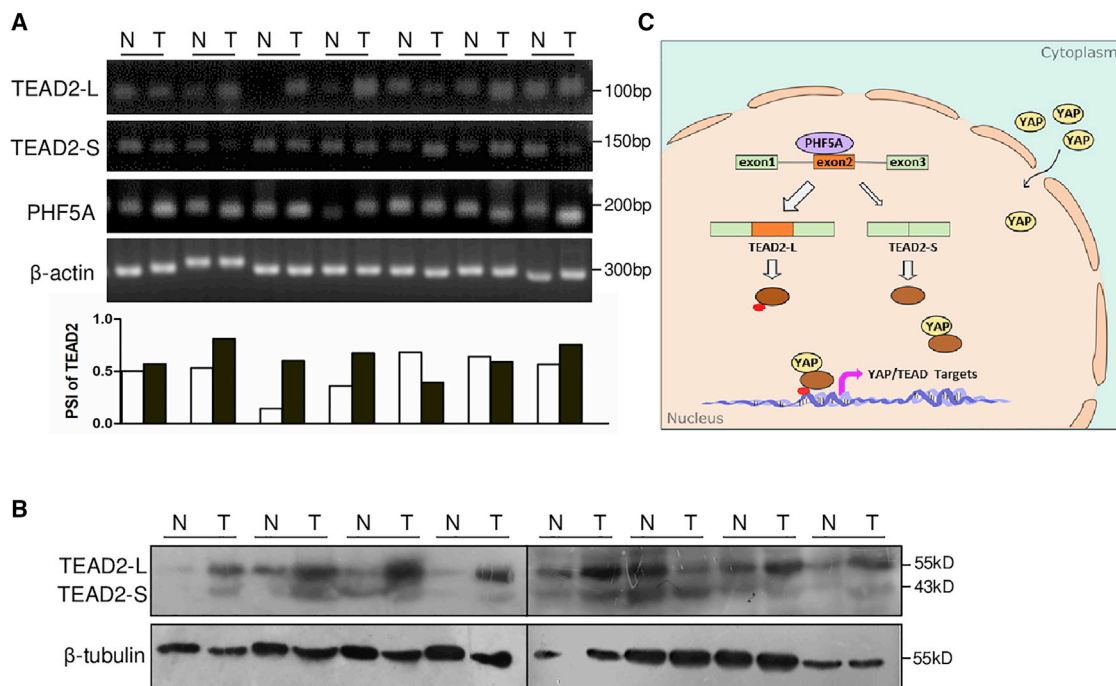 A
N T N T N T N T N T N T N T
TEAD2-L
100bp
TEAD2-S
150bp
PHF5A
200bp
β-actin
300bp
1.0
0.5
0.0
PSI of TEAD2
C
Cytoplasm
YAP
YAP
YAP
PHF5A
exon1
exon2
exon3
YAP
TEAD2-L
TEAD2-S
YAP
YAP
YAP/TEAD Targets
Nucleus
B
N T N T N T N T N T N T N T N T
TEAD2-L
55kD
TEAD2-S
43kD
β-tubulin
55kD